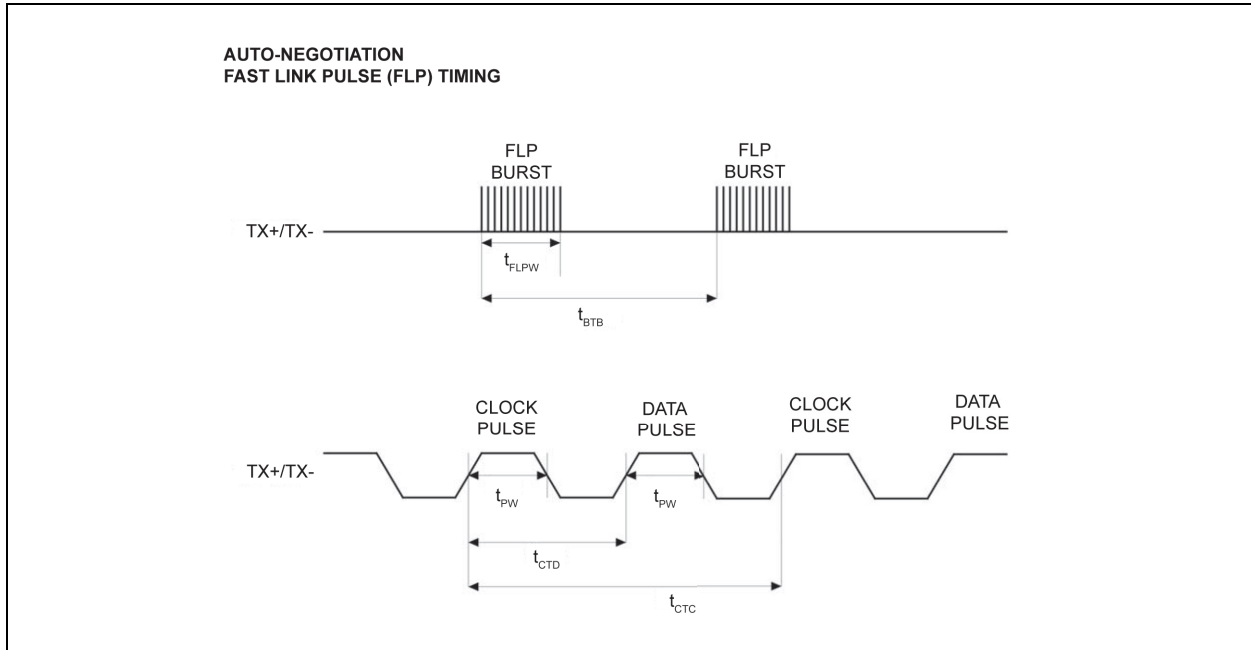 AUTO-NEGOTIATION
FAST LINK PULSE (FLP) TIMING
FLP
BURST
FLP
BURST
TX+/TX-
tFLPW
tBTB
CLOCK
PULSE
DATA
PULSE
CLOCK
PULSE
DATA
PULSE
TX+/TX-
tPW
tPW
tCTD
tCTC